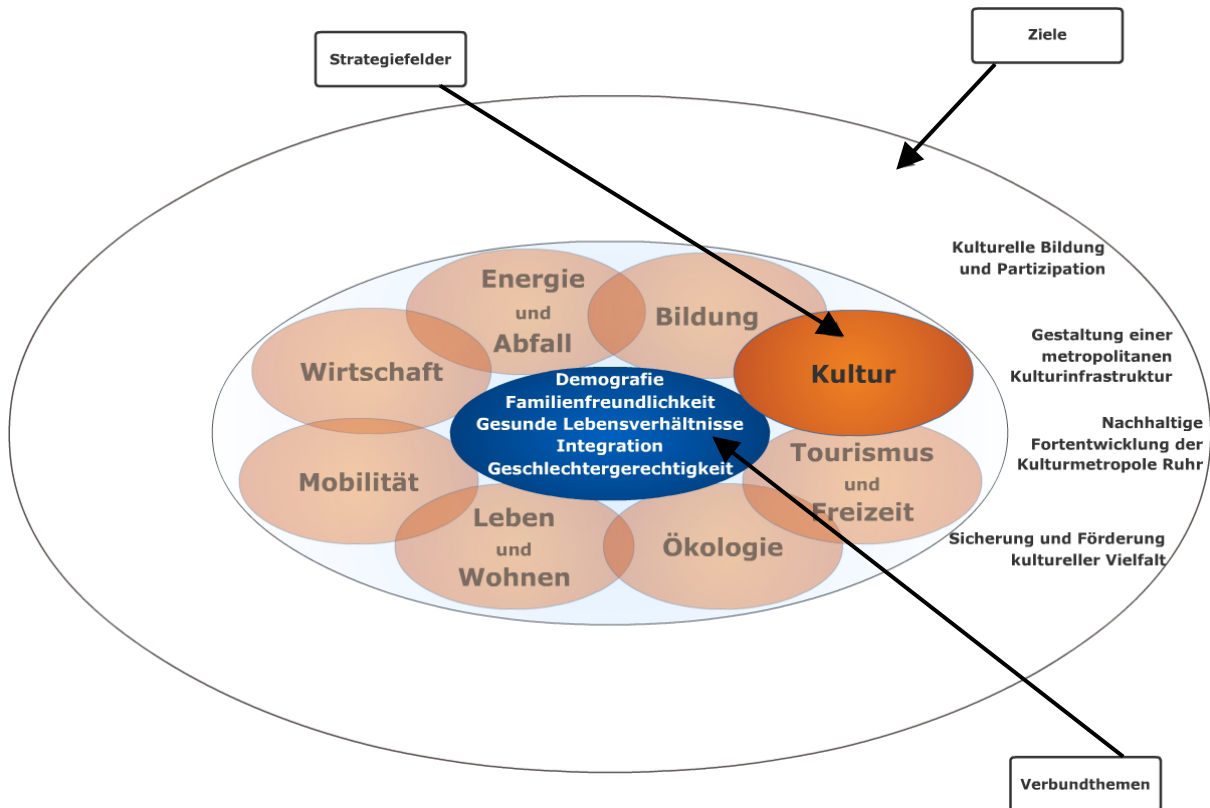 Ziele
Strategiefelder
Kulturelle Bildung
und Partizipation
Energie
und
Abfall
Bildung
Gestaltung einer
metropolitanen
Kulturinfrastruktur
Wirtschaft
Kultur
Demografie
Familienfreundlichkeit
Gesunde Lebensverhältnisse
Integration
Geschlechtergerechtigkeit
Nachhaltige
Fortentwicklung der
Kulturmetropole Ruhr
Tourismus
und
Freizeit
Mobilität
Leben
und
Wohnen
Ökologie
Sicherung und Förderung
kultureller Vielfalt
Verbundthemen